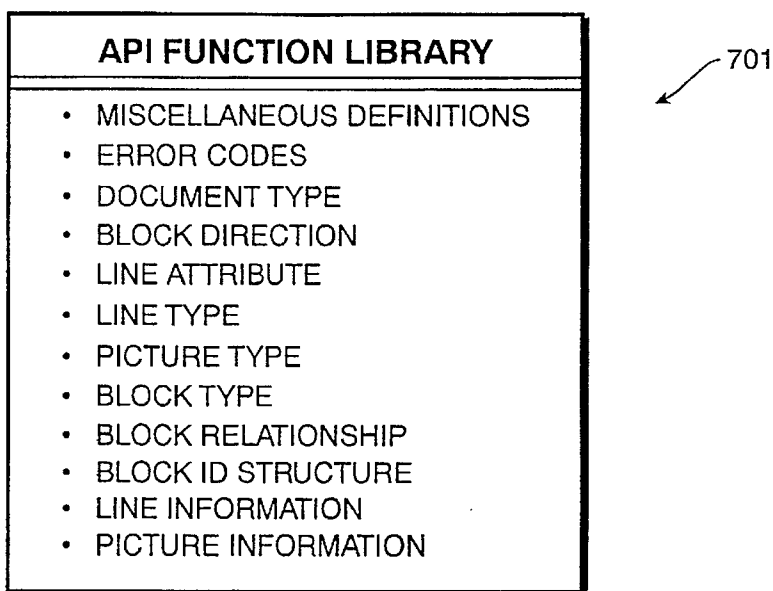 API FUNCTION LIBRARY
701
• MISCELLANEOUS DEFINITIONS
• ERROR CODES
• DOCUMENT TYPE
• BLOCK DIRECTION
• LINE ATTRIBUTE
• LINE TYPE
• PICTURE TYPE
• BLOCK TYPE
• BLOCK RELATIONSHIP
• BLOCK ID STRUCTURE
• LINE INFORMATION
• PICTURE INFORMATION